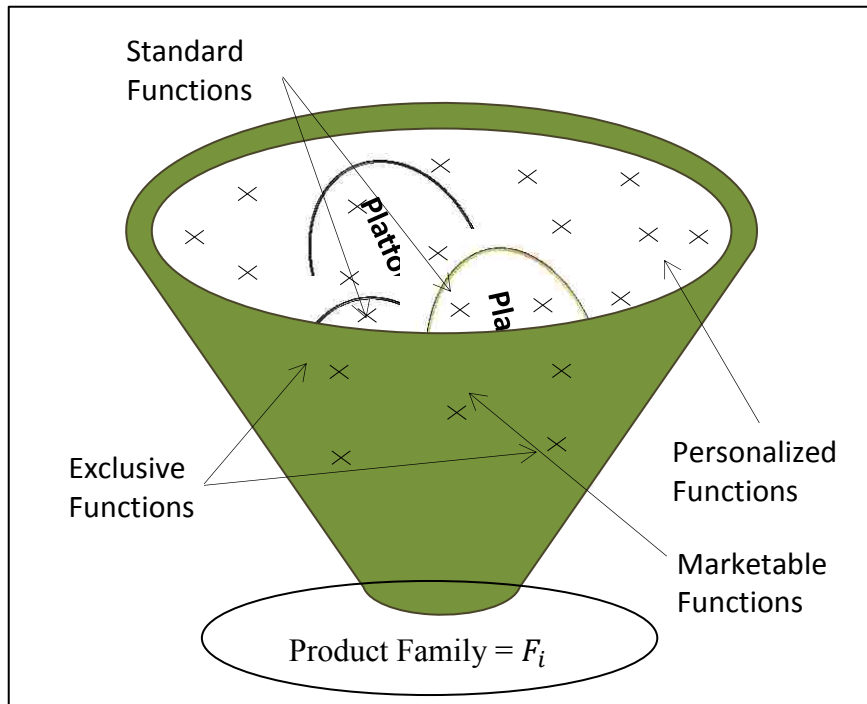 Standard
Functions
Platfo
Pla
Exclusive
Functions
Personalized
Functions
Marketable
Functions
Product Family = F_i